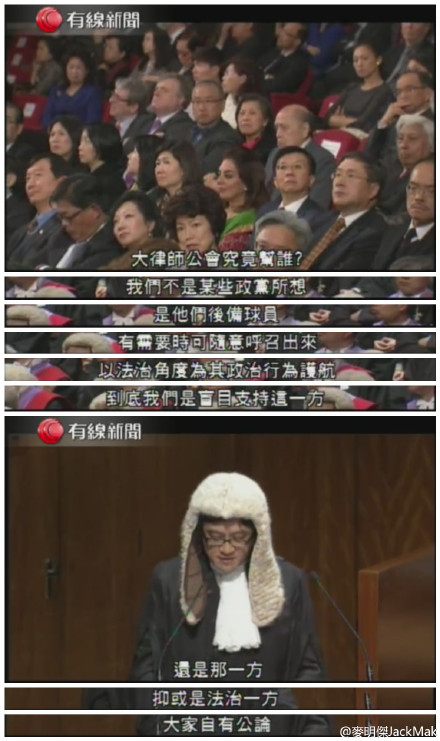 有線新聞
大律師公會究竟幫誰?
我們不是某些政黨所想
是他們後備球員
有需要時可隨意呼召出來
以法治角度為其政治行為護航
到底我們是盲目支持這一方
有線新聞
還是那一方
抑或是法治一方
大家自有公論
@麥明傑JackMak